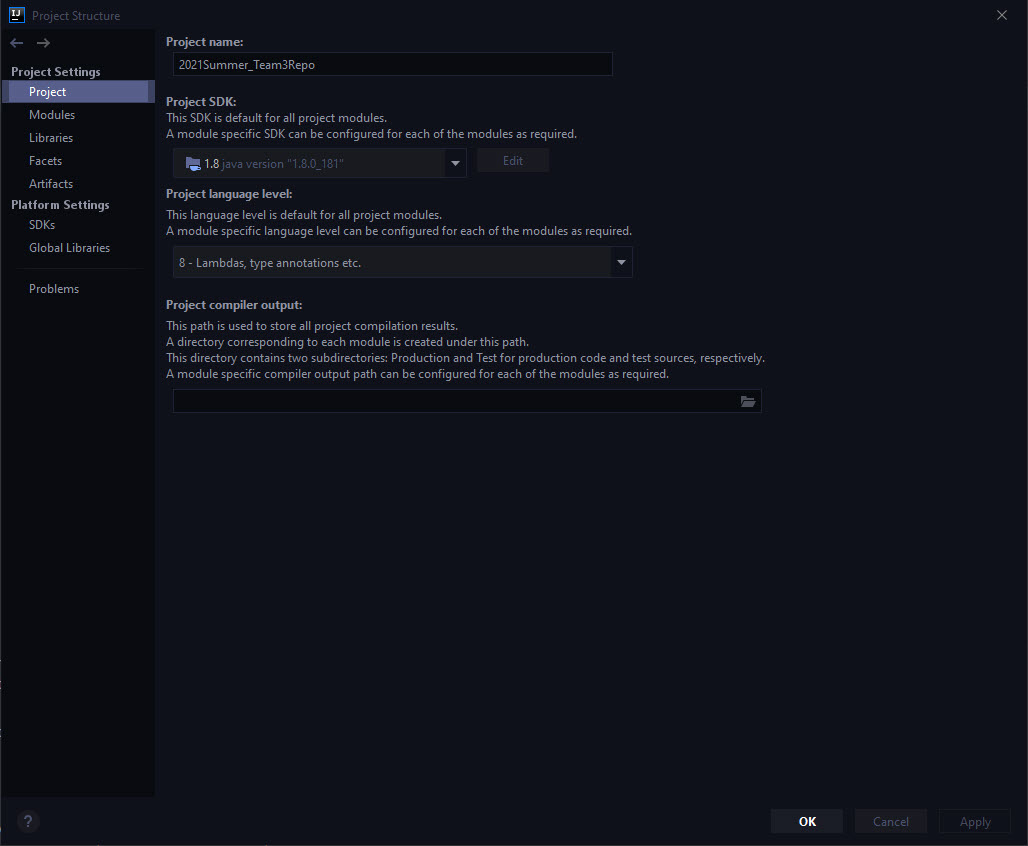 IJ
Project Structure
Project Settings
Project
Modules
Libraries
Facets
Artifacts
Platform Settings
SDKs
Global Libraries
Problems
Project name:
2021Summer_Team3Repo
Project SDK:
This SDK is default for all project modules.
A module specific SDK can be configured for each of the modules as required.
1.8 java version "1.8.0_181"
Edit
Project language level:
This language level is default for all project modules.
A module specific language level can be configured for each of the modules as required.
8 - Lambdas, type annotations etc.
Project compiler output:
This path is used to store all project compilation results.
A directory corresponding to each module is created under this path.
This directory contains two subdirectories: Production and Test for production code and test sources, respectively.
A module specific compiler output path can be configured for each of the modules as required.
?
OK
Cancel
Apply